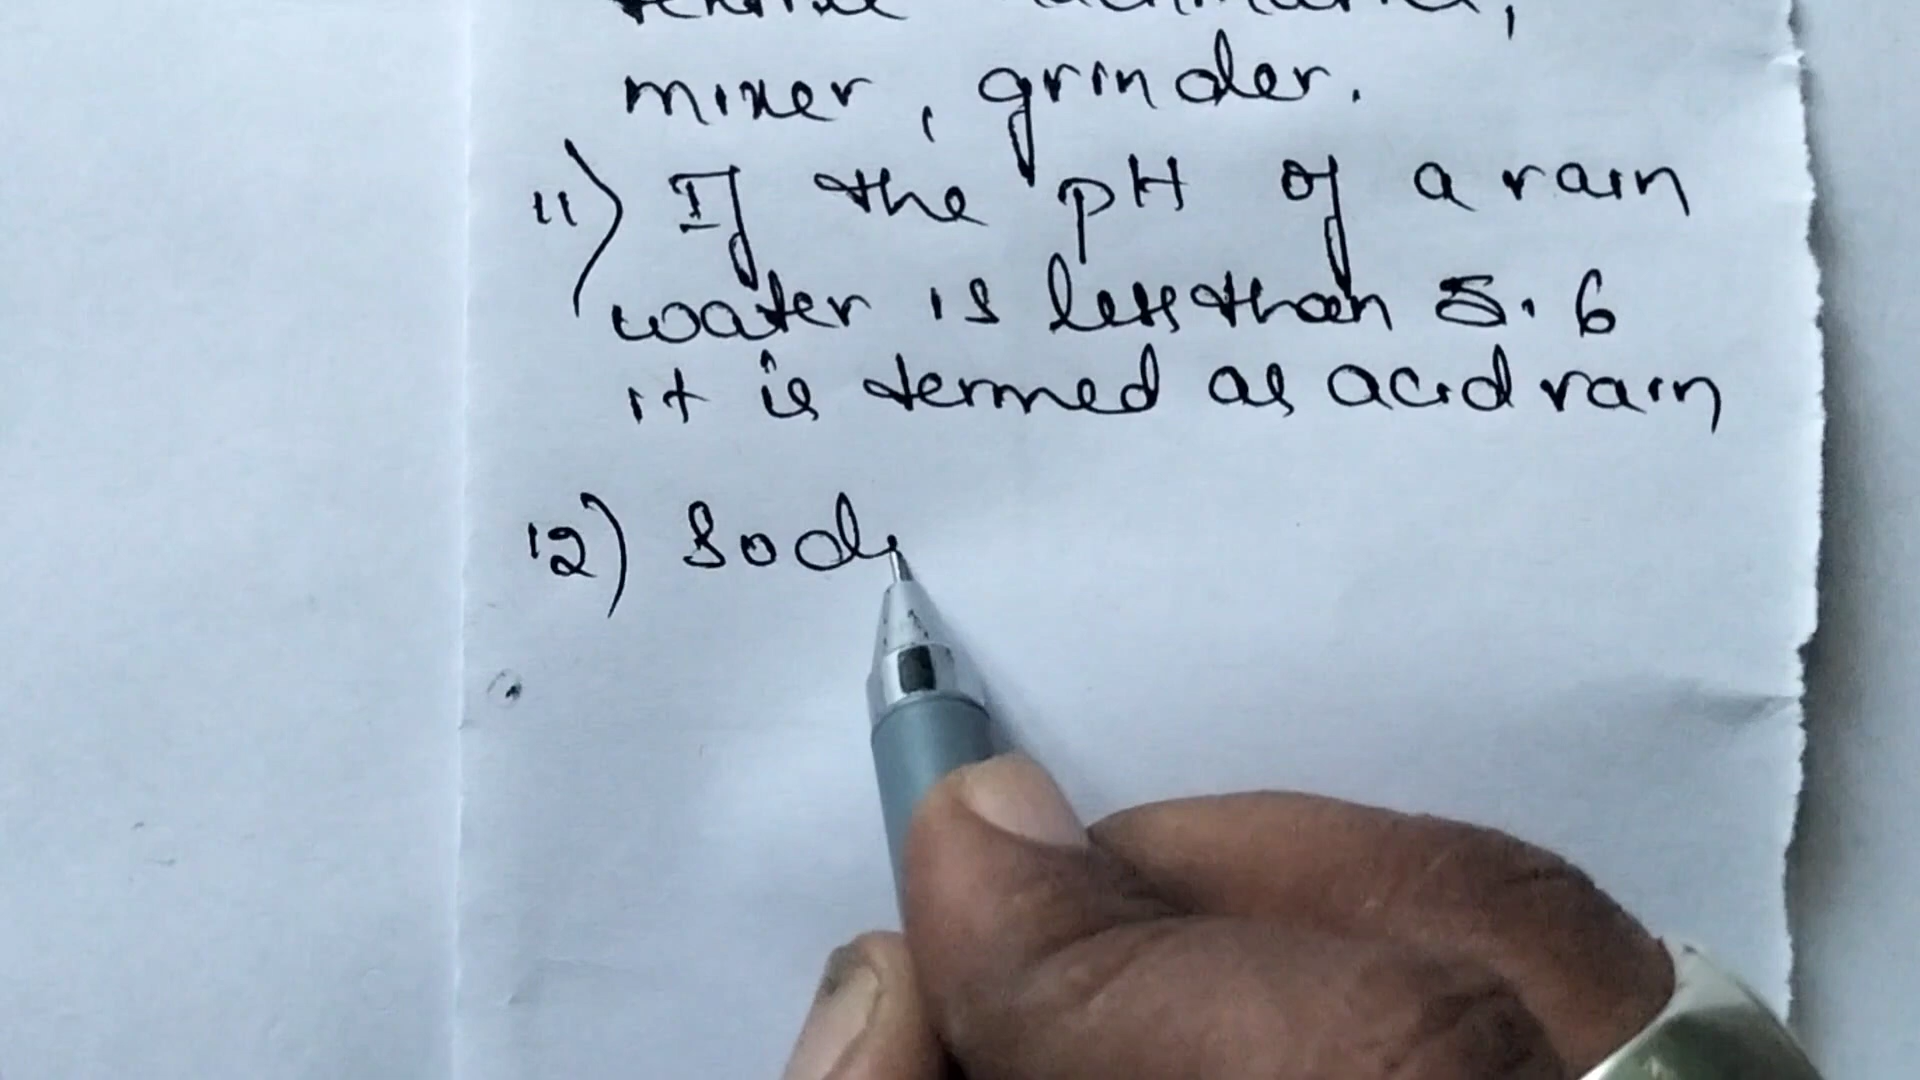 mixer, grinder.
11) If the pH of a rain
water is less than 5.6
it is termed as acid rain
12) Sodi